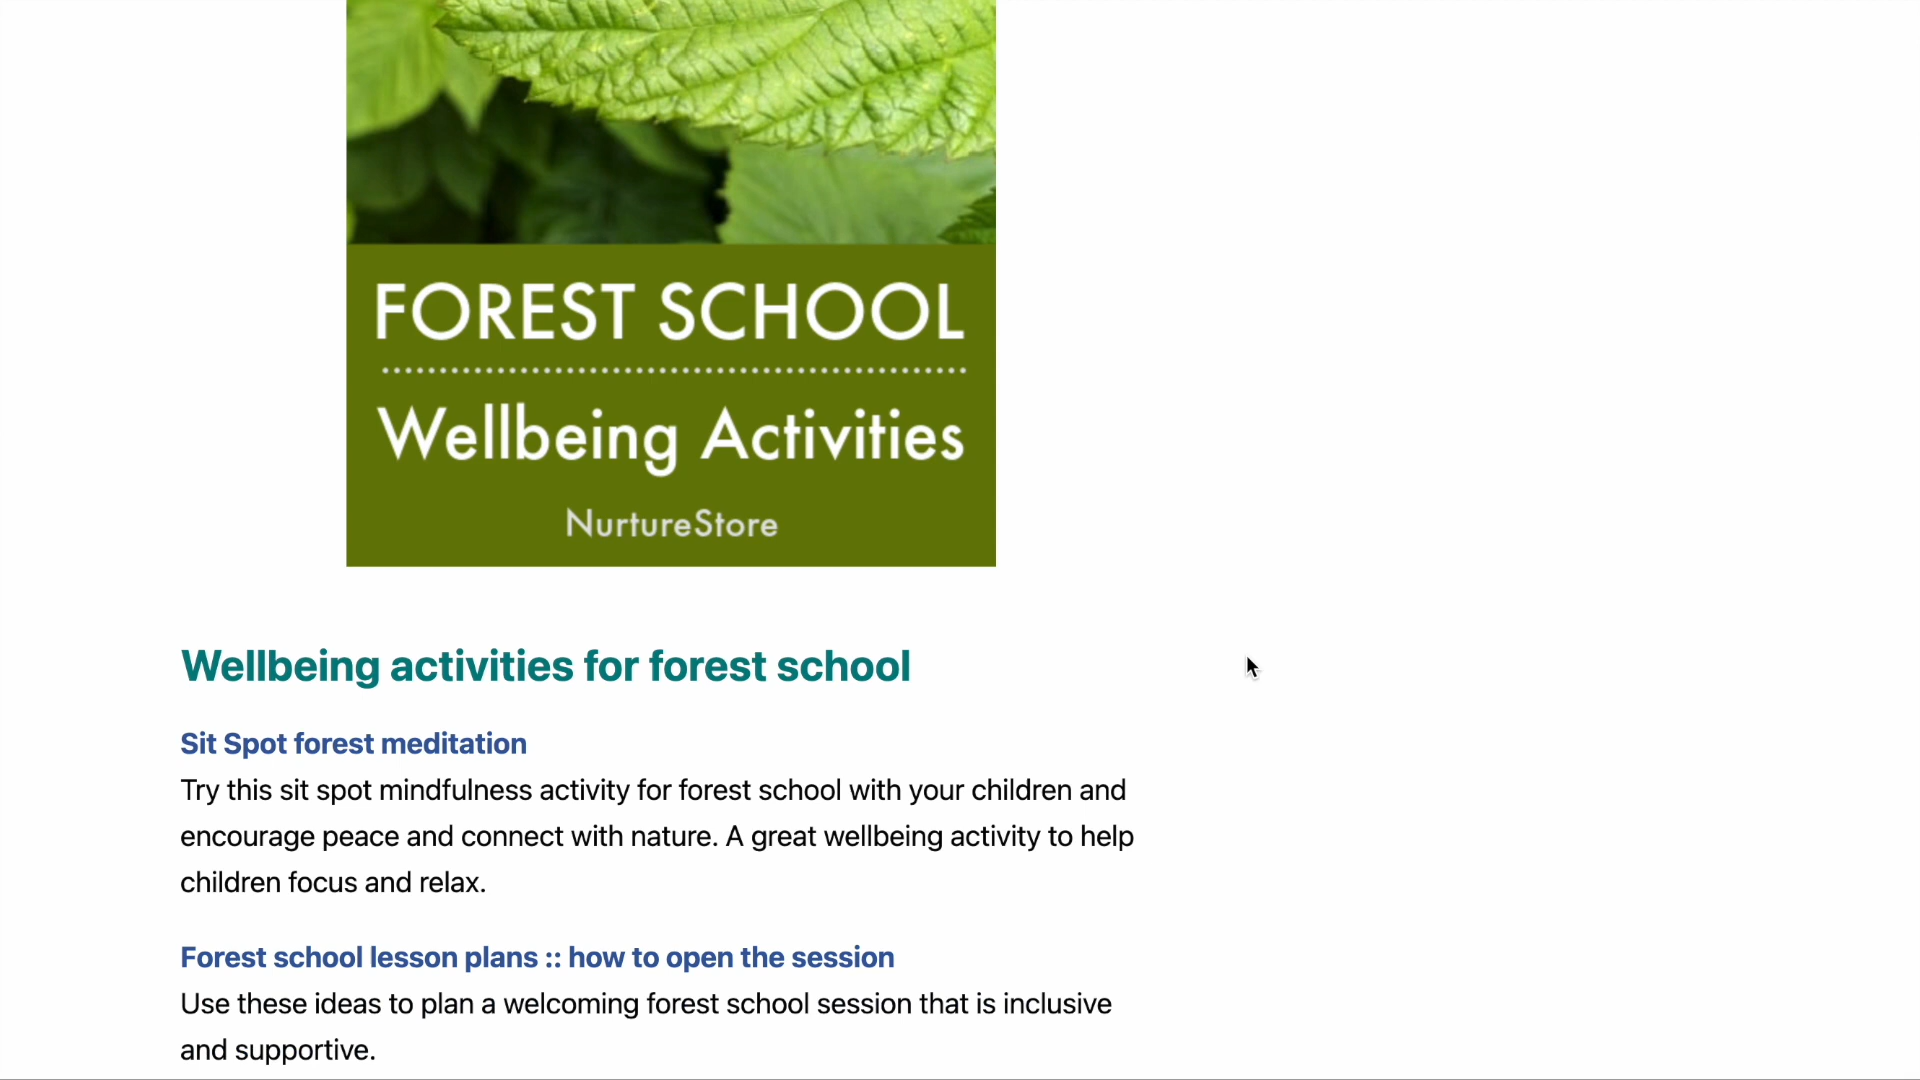 FOREST SCHOOL
Wellbeing Activities
NurtureStore
Wellbeing activities for forest school
Sit Spot forest meditation
Try this sit spot mindfulness activity for forest school with your children and
encourage peace and connect with nature. A great wellbeing activity to help
children focus and relax.
Forest school lesson plans :: how to open the session
Use these ideas to plan a welcoming forest school session that is inclusive
and supportive.